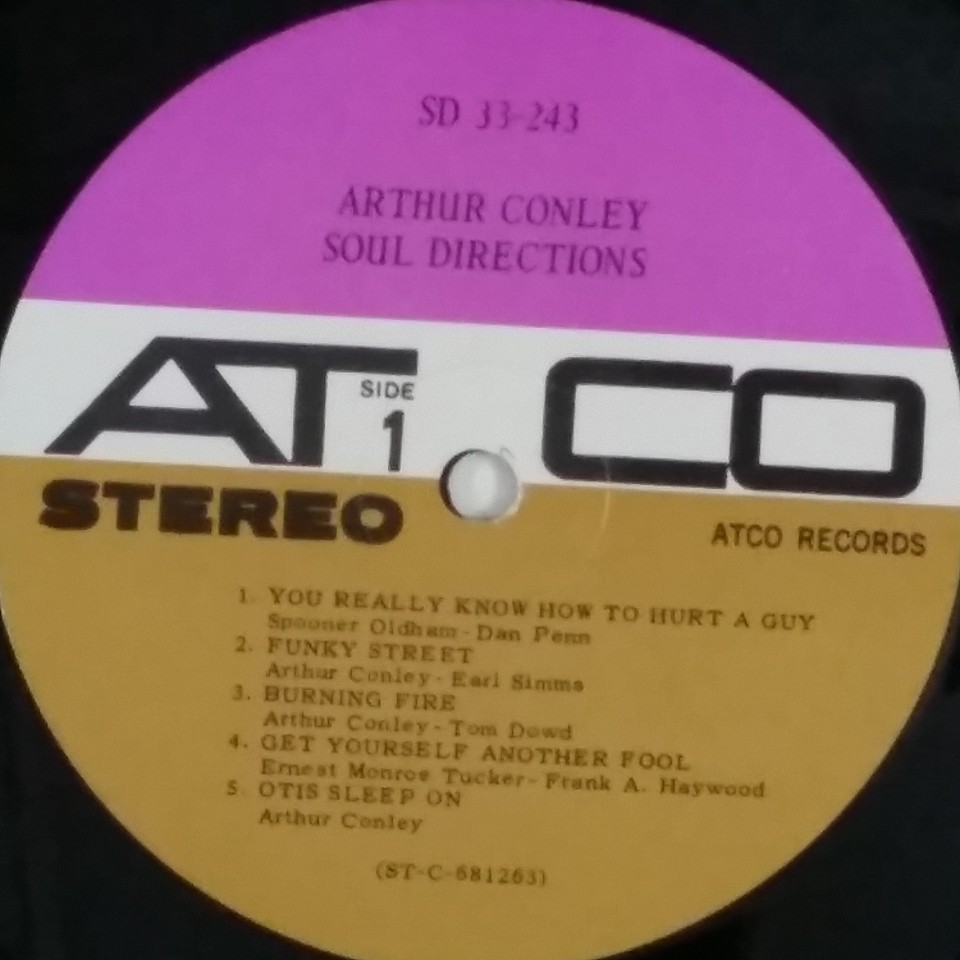 SD 33-243
ARTHUR CONLEY
SOUL DIRECTIONS
ATCO
SIDE
1
STEREO
ATCO RECORDS
1. YOU REALLY KNOW HOW TO HURT A GUY
Spooner Oldham - Dan Penn
2. FUNKY STREET
Arthur Conley - Earl Simms
3. BURNING FIRE
Arthur Conley - Tom Dowd
4. GET YOURSELF ANOTHER FOOL
Ernest Monroe Tucker - Frank A. Haywood
5. OTIS SLEEP ON
Arthur Conley
(ST-C-681263)